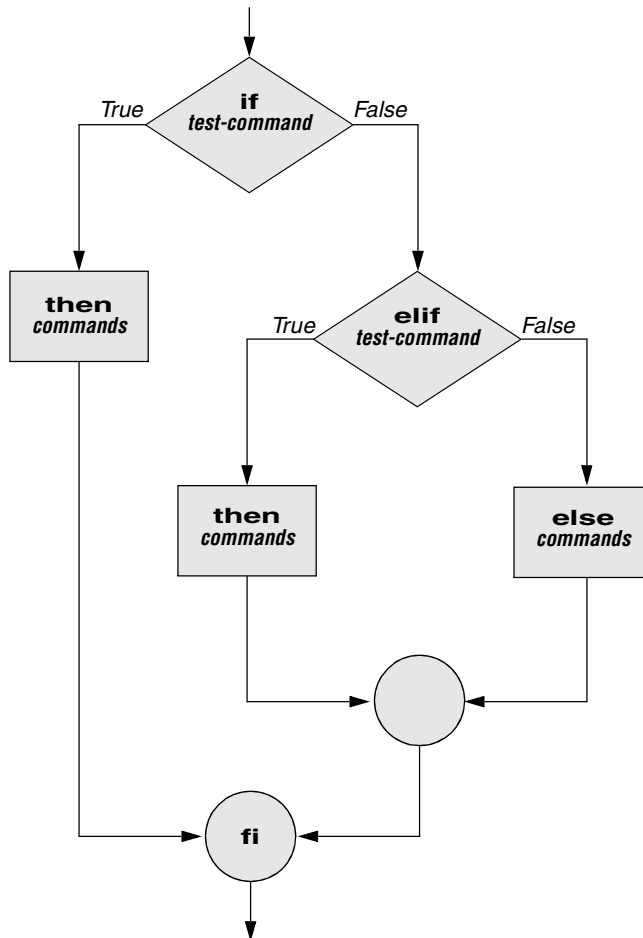 if
test-command
True
False
then
commands
elif
test-command
True
False
then
commands
else
commands
fi